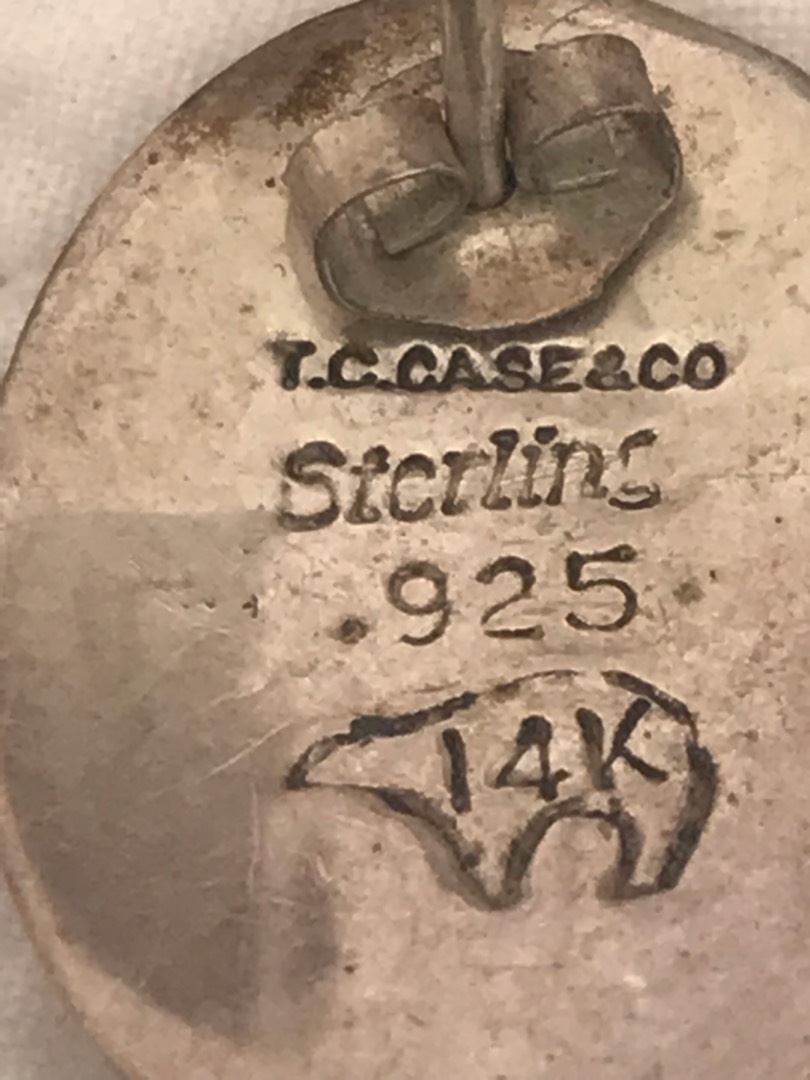 T.C.CASE&CO
Sterling
.925
14K